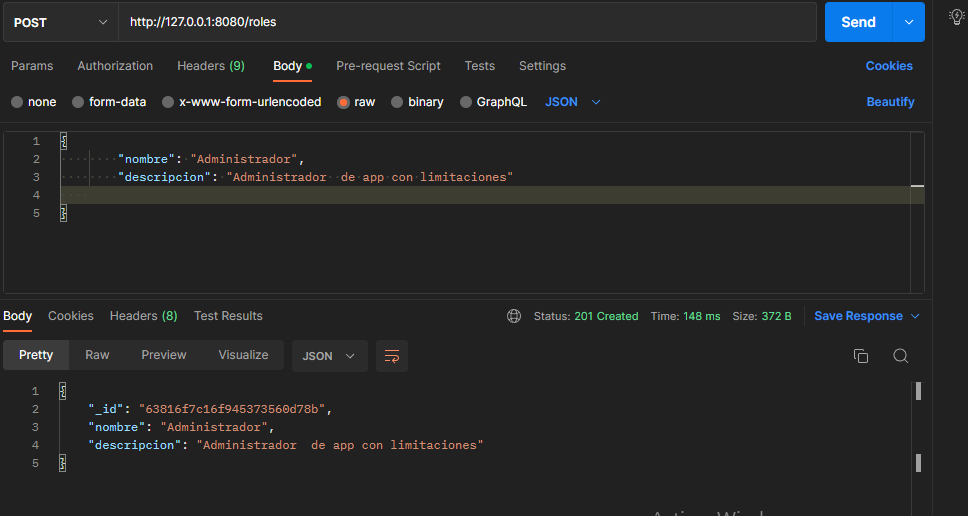 POST http://127.0.0.1:8080/roles Send
Params Authorization Headers (9) Body Pre-request Script Tests Settings Cookies
none form-data x-www-form-urlencoded raw binary GraphQL JSON Beautify
1 {
2 "nombre": "Administrador",
3 "descripcion": "Administrador  de app con limitaciones"
4
5 }
Body Cookies Headers (8) Test Results Status: 201 Created Time: 148 ms Size: 372 B Save Response
Pretty Raw Preview Visualize JSON
1 {
2 "_id": "63816f7c16f945373560d78b",
3 "nombre": "Administrador",
4 "descripcion": "Administrador  de app con limitaciones"
5 }